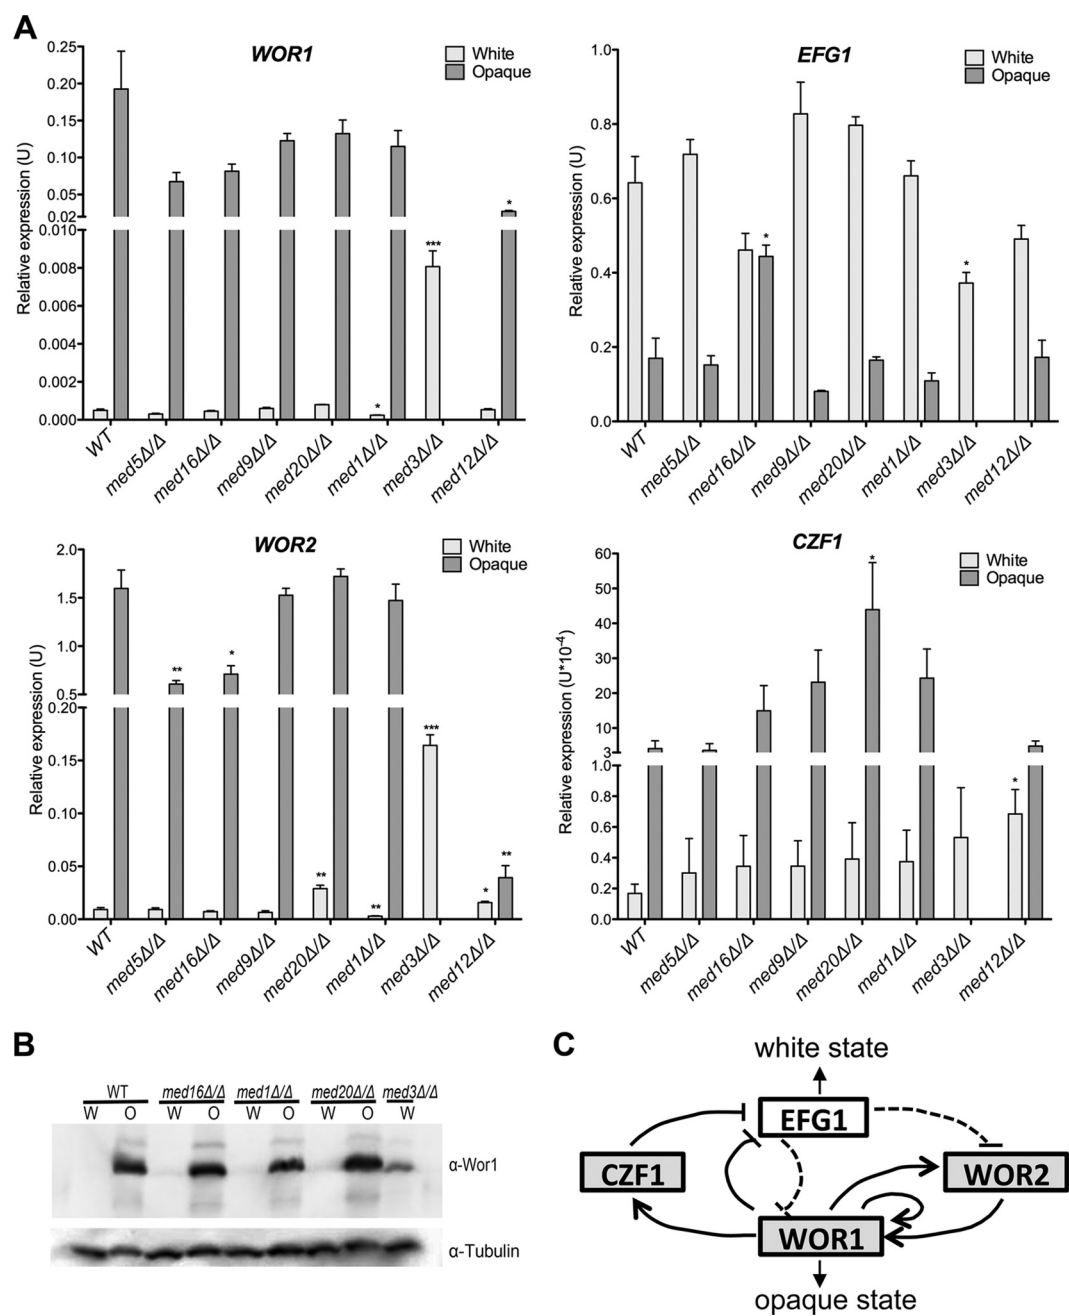 A
WOR1
White
Opaque
Relative expression (U)
0.25
0.20
0.15
0.10
0.05
0.02
0.010
0.008
0.006
0.004
0.002
0.000
*
***
*
WT
med5Δ/Δ
med16Δ/Δ
med9Δ/Δ
med20Δ/Δ
med1Δ/Δ
med3Δ/Δ
med12Δ/Δ
EFG1
White
Opaque
Relative expression (U)
1.0
0.8
0.6
0.4
0.2
0.0
*
*
WT
med5Δ/Δ
med16Δ/Δ
med9Δ/Δ
med20Δ/Δ
med1Δ/Δ
med3Δ/Δ
med12Δ/Δ
WOR2
White
Opaque
Relative expression (U)
2.0
1.5
1.0
0.5
0.20
0.15
0.10
0.05
0.00
**
*
**
**
***
*
**
WT
med5Δ/Δ
med16Δ/Δ
med9Δ/Δ
med20Δ/Δ
med1Δ/Δ
med3Δ/Δ
med12Δ/Δ
CZF1
White
Opaque
Relative expression (U*10⁻⁴)
60
50
40
30
20
10
3
1.0
0.8
0.6
0.4
0.2
0.0
*
*
WT
med5Δ/Δ
med16Δ/Δ
med9Δ/Δ
med20Δ/Δ
med1Δ/Δ
med3Δ/Δ
med12Δ/Δ
B
WT med16Δ/Δ med1Δ/Δ med20Δ/Δ med3Δ/Δ
W O W O W O W O W
α-Wor1
α-Tubulin
C
white state
EFG1
CZF1
WOR2
WOR1
opaque state